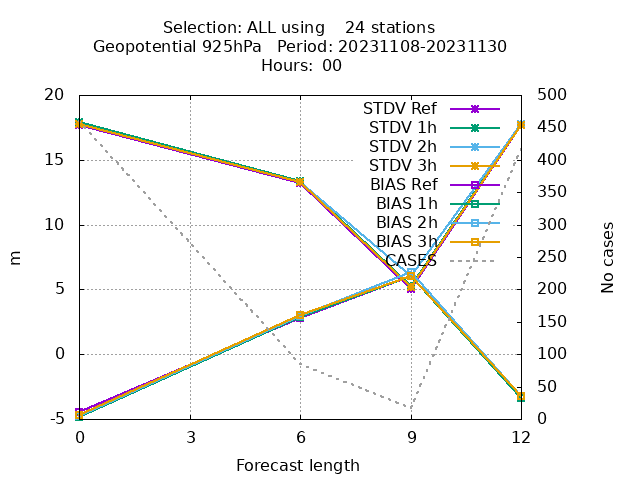 Selection: ALL using    24 stations
Geopotential 925hPa   Period: 20231108-20231130
Hours: 00
20
15
10
5
0
-5
m
500
450
400
350
300
250
200
150
100
50
0
No cases
STDV Ref
STDV 1h
STDV 2h
STDV 3h
BIAS Ref
BIAS 1h
BIAS 2h
BIAS 3h
CASES
0 3 6 9 12
Forecast length